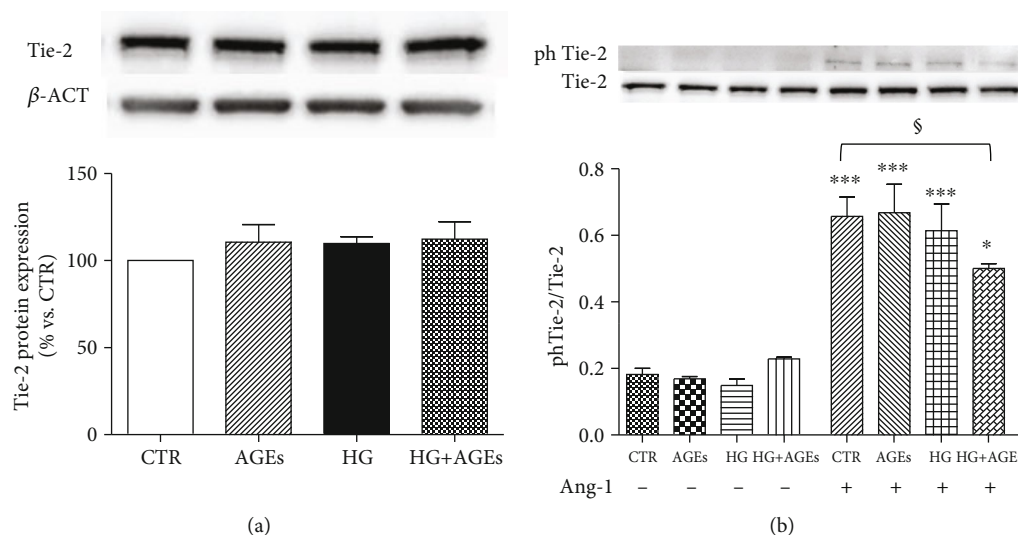 Tie-2
β-ACT
150
100
50
0
Tie-2 protein expression
(% vs. CTR)
CTR AGEs HG HG+AGEs
(a)
ph Tie-2
Tie-2
§
*** *** *** *
0.8
0.6
0.4
0.2
0.0
phTie-2/Tie-2
CTR AGEs HG HG+AGEs CTR AGEs HG HG+AGE
Ang-1 – – – – + + + +
(b)